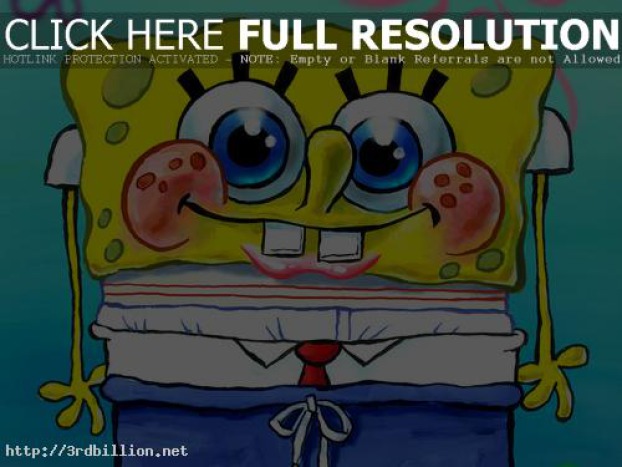 CLICK HERE FULL RESOLUTION
HOTLINK PROTECTION ACTIVATED - NOTE: Empty or Blank Referrals are not Allowed
http://3rdbillion.net